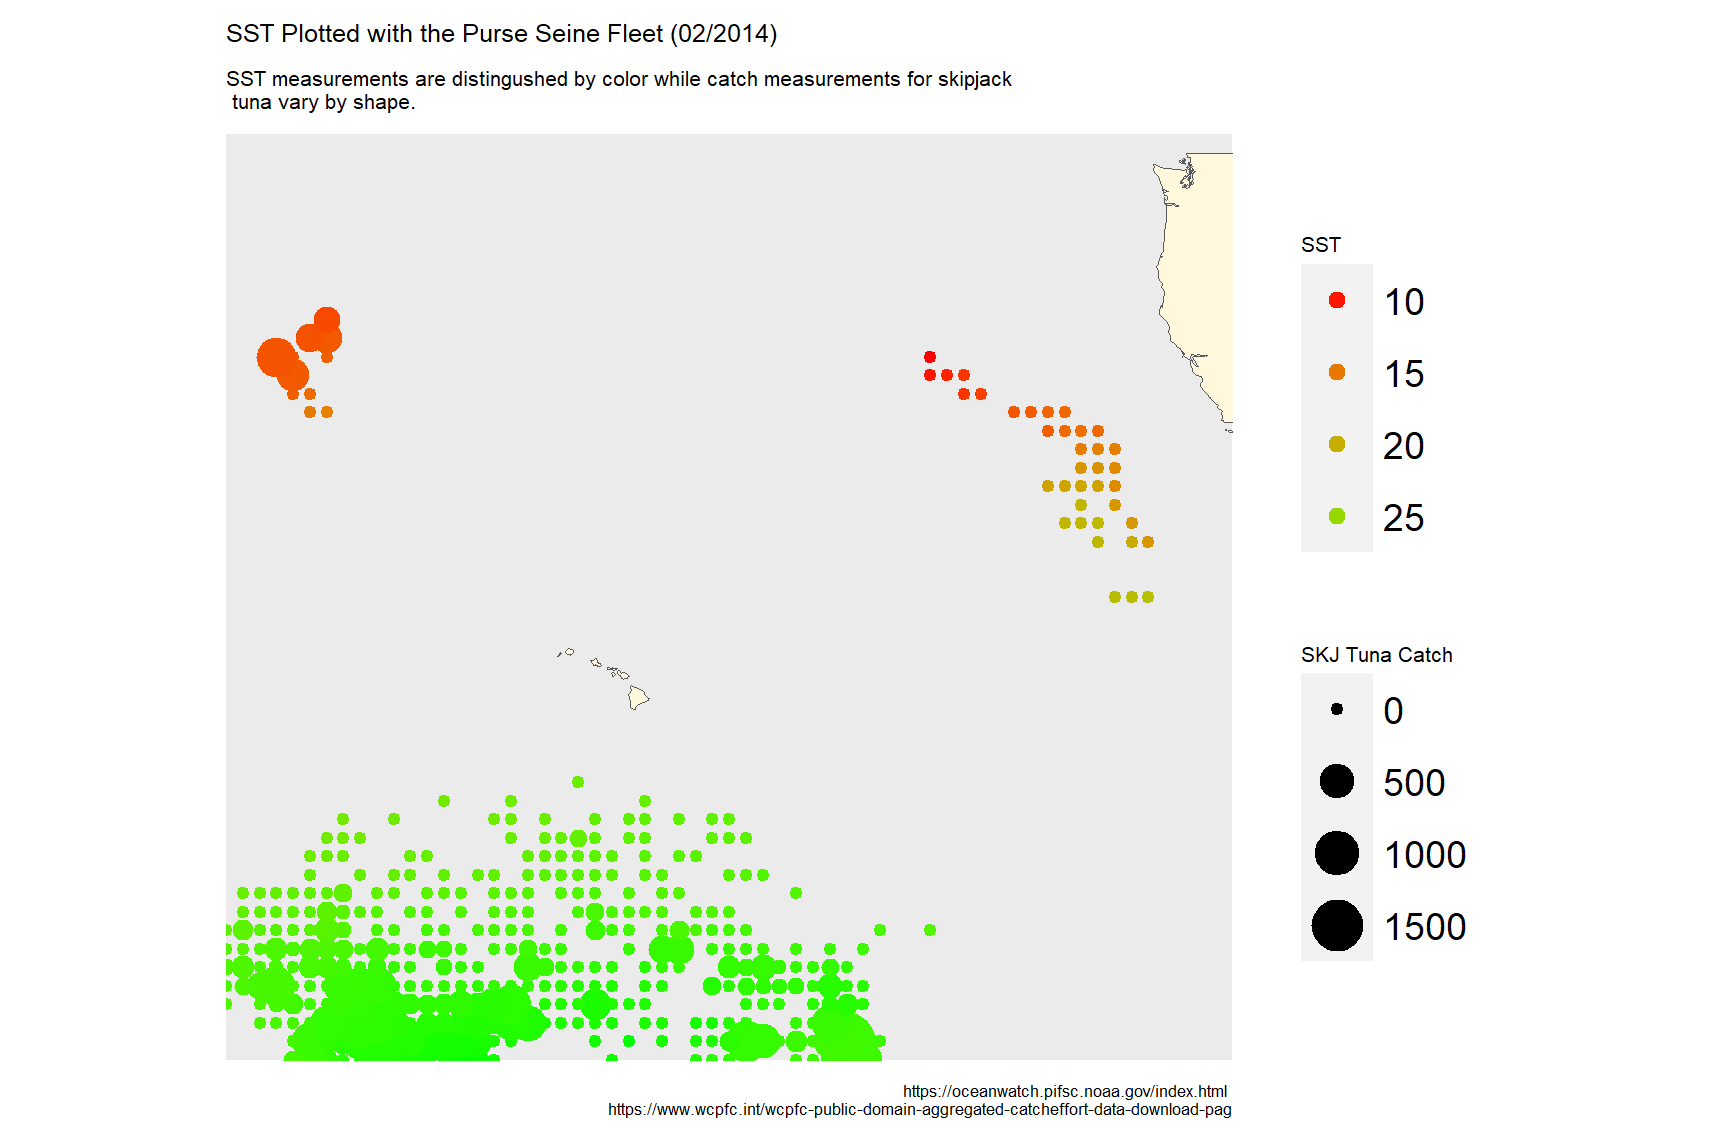 SST Plotted with the Purse Seine Fleet (02/2014)
SST measurements are distingushed by color while catch measurements for skipjack
tuna vary by shape.
SST
10
15
20
25
SKJ Tuna Catch
0
500
1000
1500
https://oceanwatch.pifsc.noaa.gov/index.html
https://www.wcpfc.int/wcpfc-public-domain-aggregated-catcheffort-data-download-pag